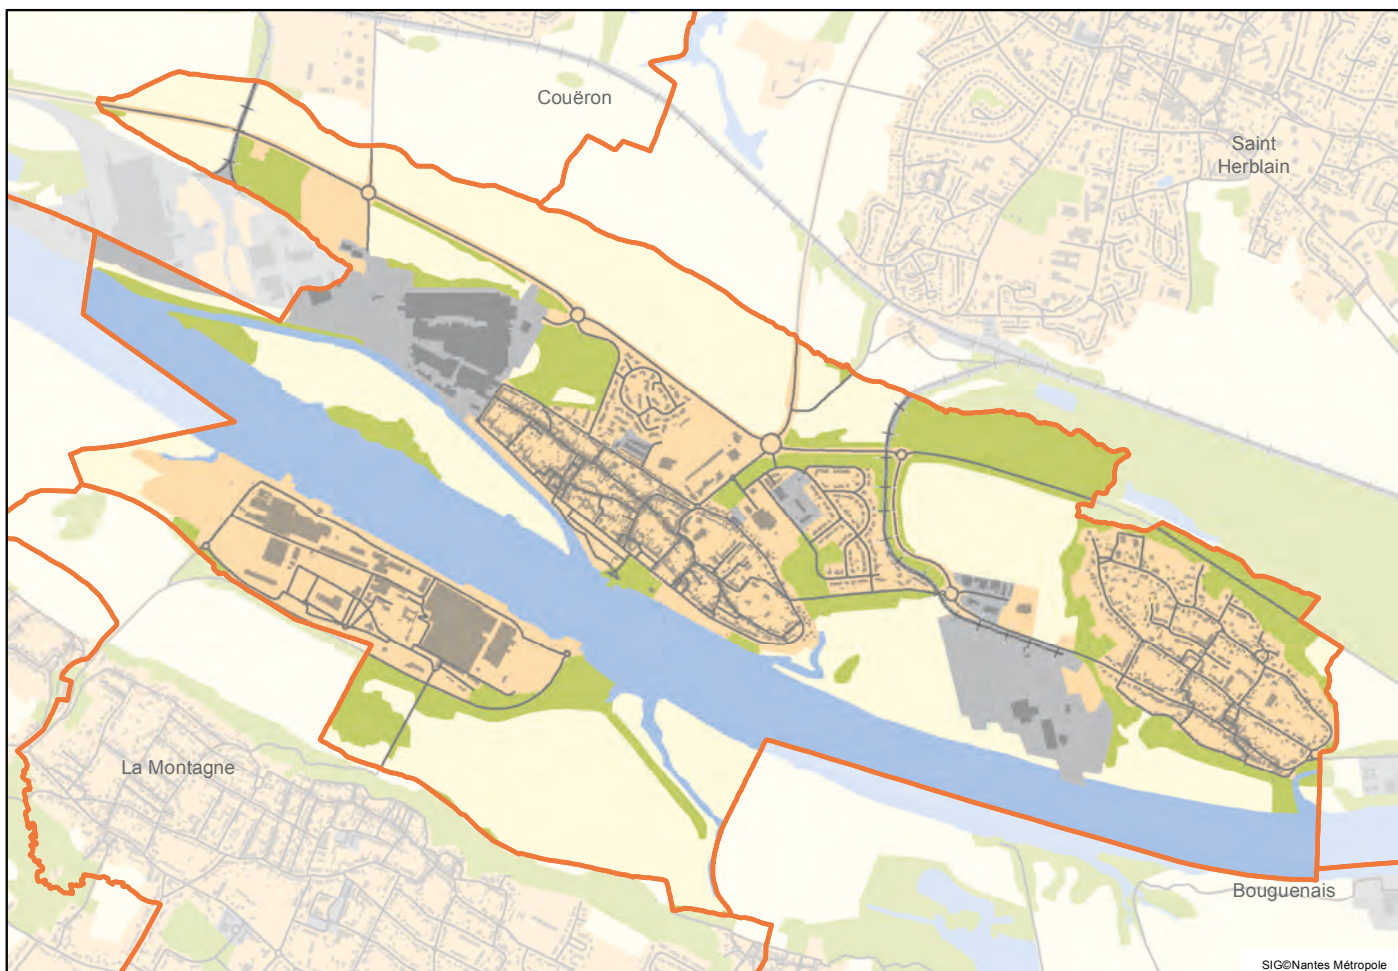 Couëron
Saint
Herblain
La Montagne
Bouguenais
SIG©Nantes Métropole